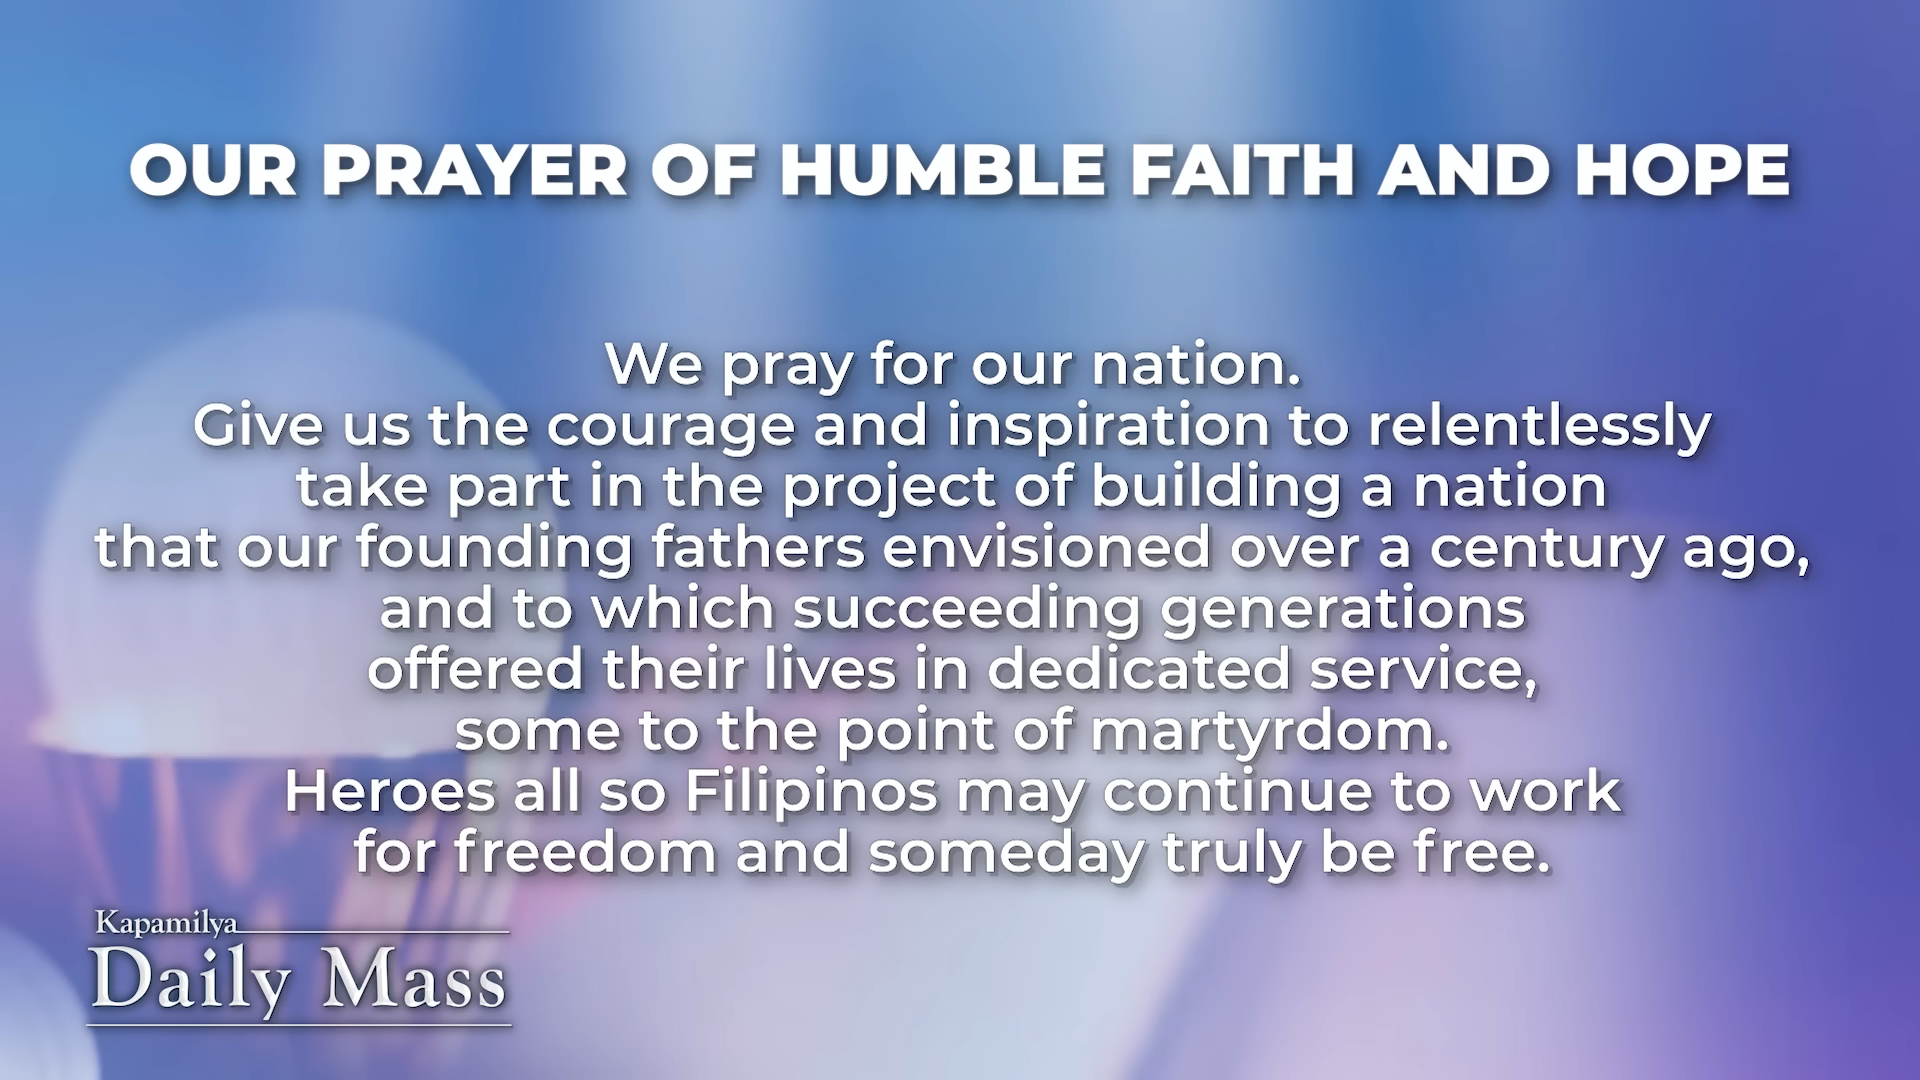 OUR PRAYER OF HUMBLE FAITH AND HOPE
We pray for our nation.
Give us the courage and inspiration to relentlessly
take part in the project of building a nation
that our founding fathers envisioned over a century ago,
and to which succeeding generations
offered their lives in dedicated service,
some to the point of martyrdom.
Heroes all so Filipinos may continue to work
for freedom and someday truly be free.
Kapamilya
Daily Mass